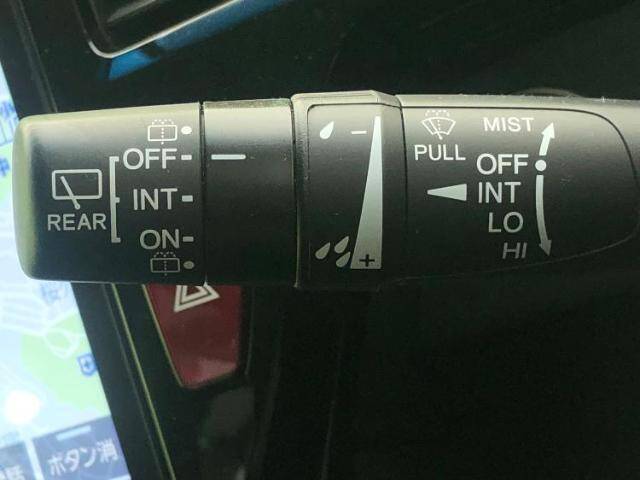 REAR
OFF
INT
ON
−
+
PULL
MIST
OFF
INT
LO
HI
ボタン消